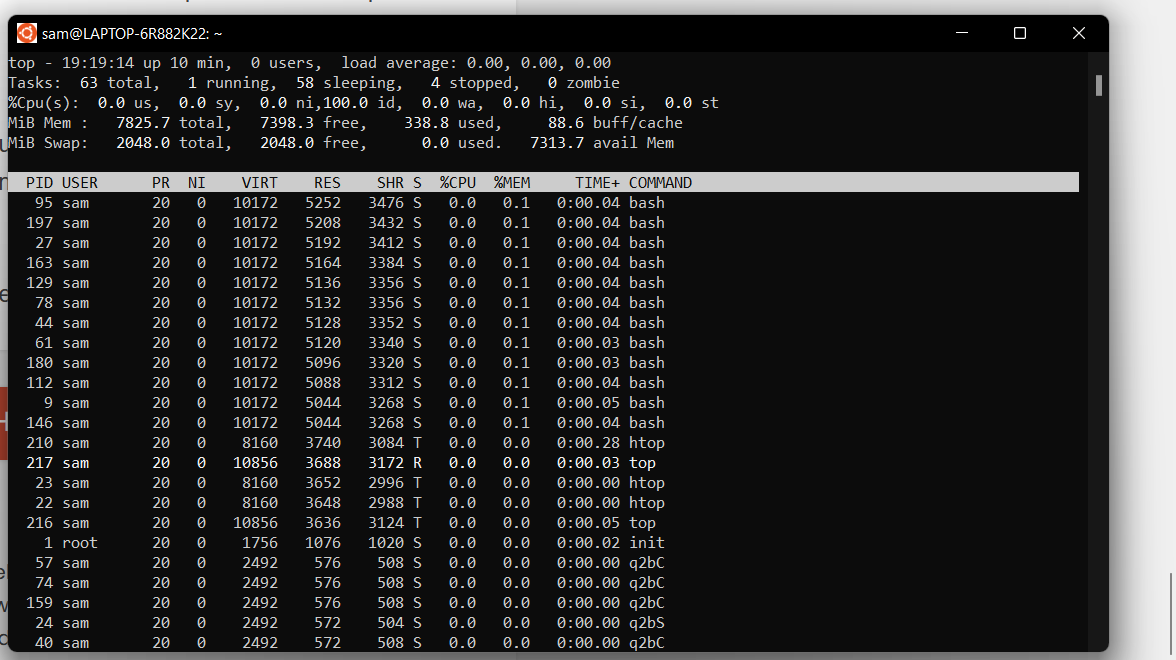 sam@LAPTOP-6R882K22: ~
top - 19:19:14 up 10 min,  0 users,  load average: 0.00, 0.00, 0.00
Tasks:  63 total,   1 running,  58 sleeping,   4 stopped,   0 zombie
%Cpu(s):  0.0 us,  0.0 sy,  0.0 ni,100.0 id,  0.0 wa,  0.0 hi,  0.0 si,  0.0 st
MiB Mem :   7825.7 total,   7398.3 free,    338.8 used,     88.6 buff/cache
MiB Swap:   2048.0 total,   2048.0 free,      0.0 used.   7313.7 avail Mem
PID USER      PR  NI    VIRT    RES    SHR S  %CPU  %MEM     TIME+ COMMAND
95 sam       20   0   10172   5252   3476 S   0.0   0.1   0:00.04 bash
197 sam       20   0   10172   5208   3432 S   0.0   0.1   0:00.04 bash
27 sam       20   0   10172   5192   3412 S   0.0   0.1   0:00.04 bash
163 sam       20   0   10172   5164   3384 S   0.0   0.1   0:00.04 bash
129 sam       20   0   10172   5136   3356 S   0.0   0.1   0:00.04 bash
78 sam       20   0   10172   5132   3356 S   0.0   0.1   0:00.04 bash
44 sam       20   0   10172   5128   3352 S   0.0   0.1   0:00.04 bash
61 sam       20   0   10172   5120   3340 S   0.0   0.1   0:00.03 bash
180 sam       20   0   10172   5096   3320 S   0.0   0.1   0:00.03 bash
112 sam       20   0   10172   5088   3312 S   0.0   0.1   0:00.04 bash
9 sam       20   0   10172   5044   3268 S   0.0   0.1   0:00.05 bash
146 sam       20   0   10172   5044   3268 S   0.0   0.1   0:00.04 bash
210 sam       20   0    8160   3740   3084 T   0.0   0.0   0:00.28 htop
217 sam       20   0   10856   3688   3172 R   0.0   0.0   0:00.03 top
23 sam       20   0    8160   3652   2996 T   0.0   0.0   0:00.00 htop
22 sam       20   0    8160   3648   2988 T   0.0   0.0   0:00.00 htop
216 sam       20   0   10856   3636   3124 T   0.0   0.0   0:00.05 top
1 root      20   0    1756   1076   1020 S   0.0   0.0   0:00.02 init
57 sam       20   0    2492    576    508 S   0.0   0.0   0:00.00 q2bC
74 sam       20   0    2492    576    508 S   0.0   0.0   0:00.00 q2bC
159 sam       20   0    2492    576    508 S   0.0   0.0   0:00.00 q2bC
24 sam       20   0    2492    572    504 S   0.0   0.0   0:00.00 q2bS
40 sam       20   0    2492    572    508 S   0.0   0.0   0:00.00 q2bC